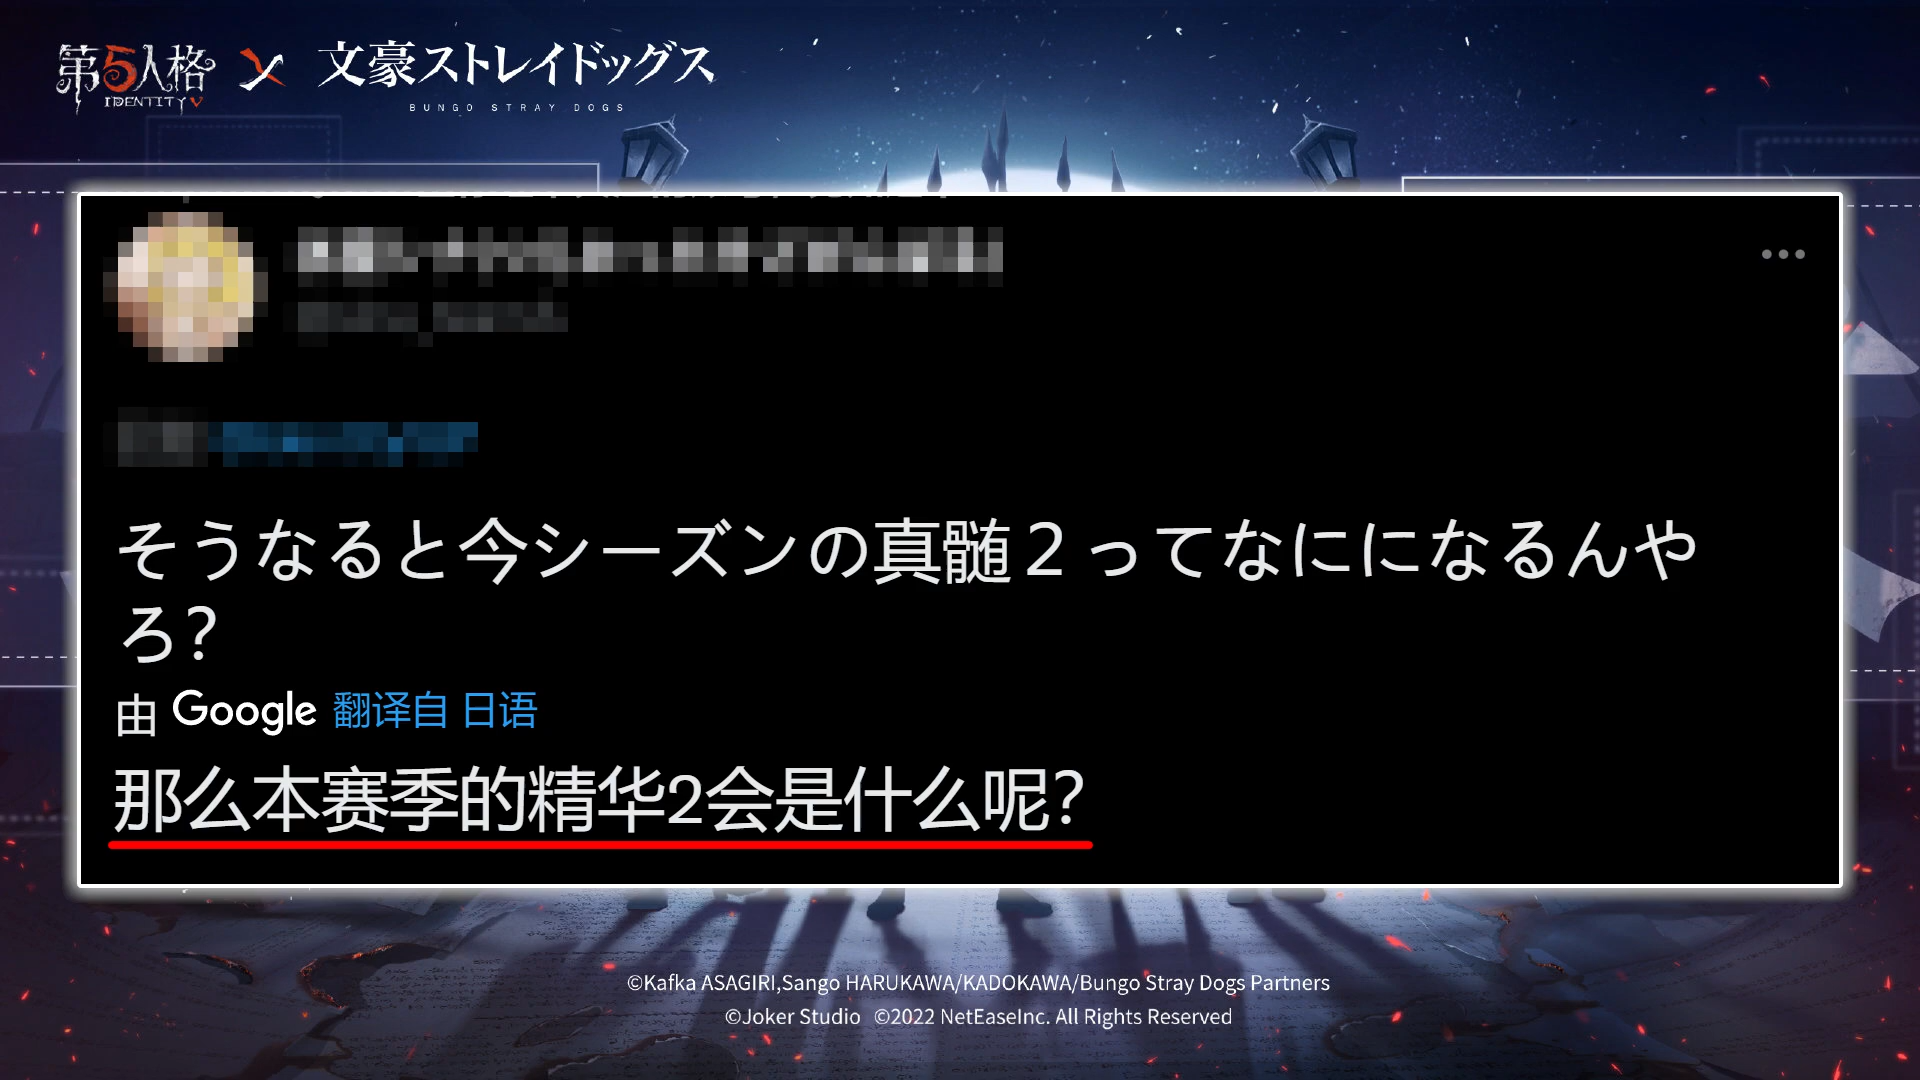 第5人格
IDENTITY V
文豪ストレイドッグス
BUNGO STRAY DOGS
そうなると今シーズンの真髄２ってなにになるんや
ろ？
由 Google 翻译自 日语
那么本赛季的精华2会是什么呢？
©Kafka ASAGIRI,Sango HARUKAWA/KADOKAWA/Bungo Stray Dogs Partners
©Joker Studio ©2022 NetEaseInc. All Rights Reserved